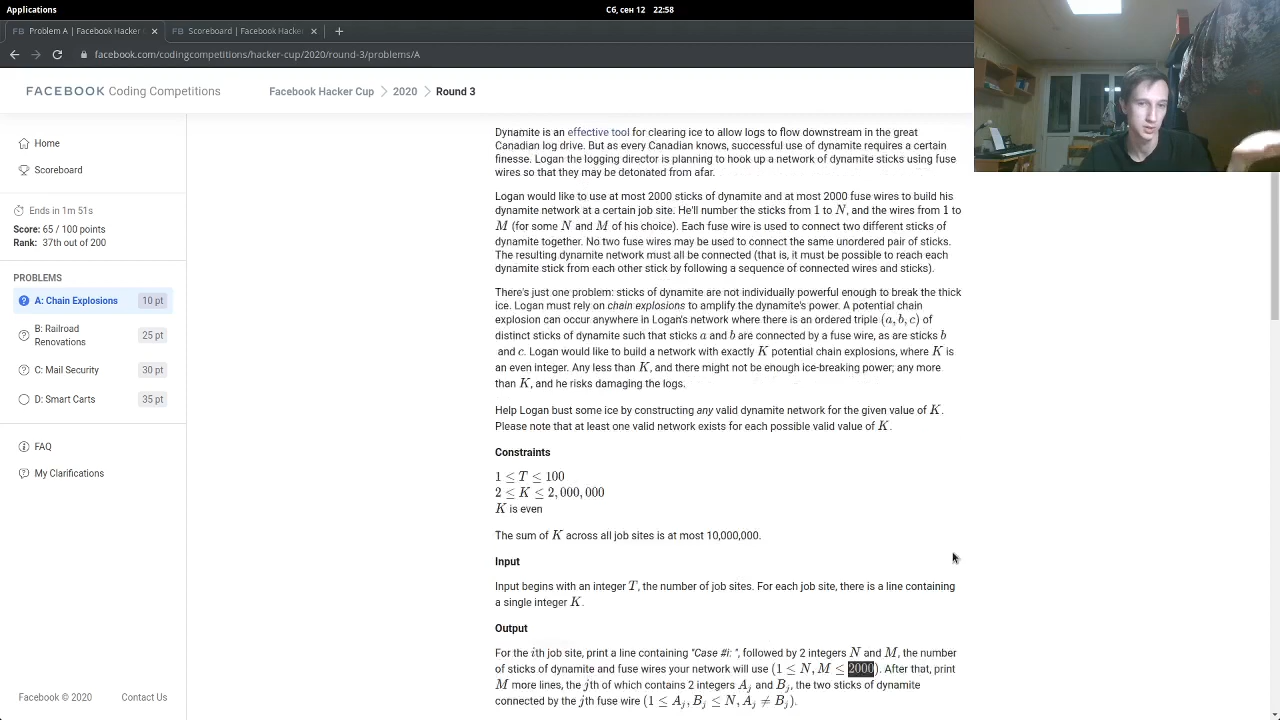 Applications
Сб, сен 12 22:58
FB Problem A | Facebook Hacker
FB Scoreboard | Facebook Hacke
facebook.com/codingcompetitions/hacker-cup/2020/round-3/problems/A
FACEBOOK Coding Competitions
Facebook Hacker Cup 2020 Round 3
Home
Scoreboard
Ends in 1m 51s
Score: 65 / 100 points
Rank: 37th out of 200
PROBLEMS
A: Chain Explosions 10 pt
B: Railroad
Renovations 25 pt
C: Mail Security 30 pt
D: Smart Carts 35 pt
FAQ
My Clarifications
Facebook © 2020 Contact Us
Dynamite is an effective tool for clearing ice to allow logs to flow downstream in the great
Canadian log drive. But as every Canadian knows, successful use of dynamite requires a certain
finesse. Logan the logging director is planning to hook up a network of dynamite sticks using fuse
wires so that they may be detonated from afar.
Logan would like to use at most 2000 sticks of dynamite and at most 2000 fuse wires to build his
dynamite network at a certain job site. He'll number the sticks from 1 to N, and the wires from 1 to
M (for some N and M of his choice). Each fuse wire is used to connect two different sticks of
dynamite together. No two fuse wires may be used to connect the same unordered pair of sticks.
The resulting dynamite network must all be connected (that is, it must be possible to reach each
dynamite stick from each other stick by following a sequence of connected wires and sticks).
There's just one problem: sticks of dynamite are not individually powerful enough to break the thick
ice. Logan must rely on chain explosions to amplify the dynamite's power. A potential chain
explosion can occur anywhere in Logan's network where there is an ordered triple (a, b, c) of
distinct sticks of dynamite such that sticks a and b are connected by a fuse wire, as are sticks b
and c. Logan would like to build a network with exactly K potential chain explosions, where K is
an even integer. Any less than K, and there might not be enough ice-breaking power; any more
than K, and he risks damaging the logs.
Help Logan bust some ice by constructing any valid dynamite network for the given value of K.
Please note that at least one valid network exists for each possible valid value of K.
Constraints
1 ≤ T ≤ 100
2 ≤ K ≤ 2,000,000
K is even
The sum of K across all job sites is at most 10,000,000.
Input
Input begins with an integer T, the number of job sites. For each job site, there is a line containing
a single integer K.
Output
For the ith job site, print a line containing "Case #i: ", followed by 2 integers N and M, the number
of sticks of dynamite and fuse wires your network will use (1 ≤ N, M ≤ 2000). After that, print
M more lines, the jth of which contains 2 integers Aj and Bj, the two sticks of dynamite
connected by the jth fuse wire (1 ≤ Aj, Bj ≤ N, Aj ≠ Bj).